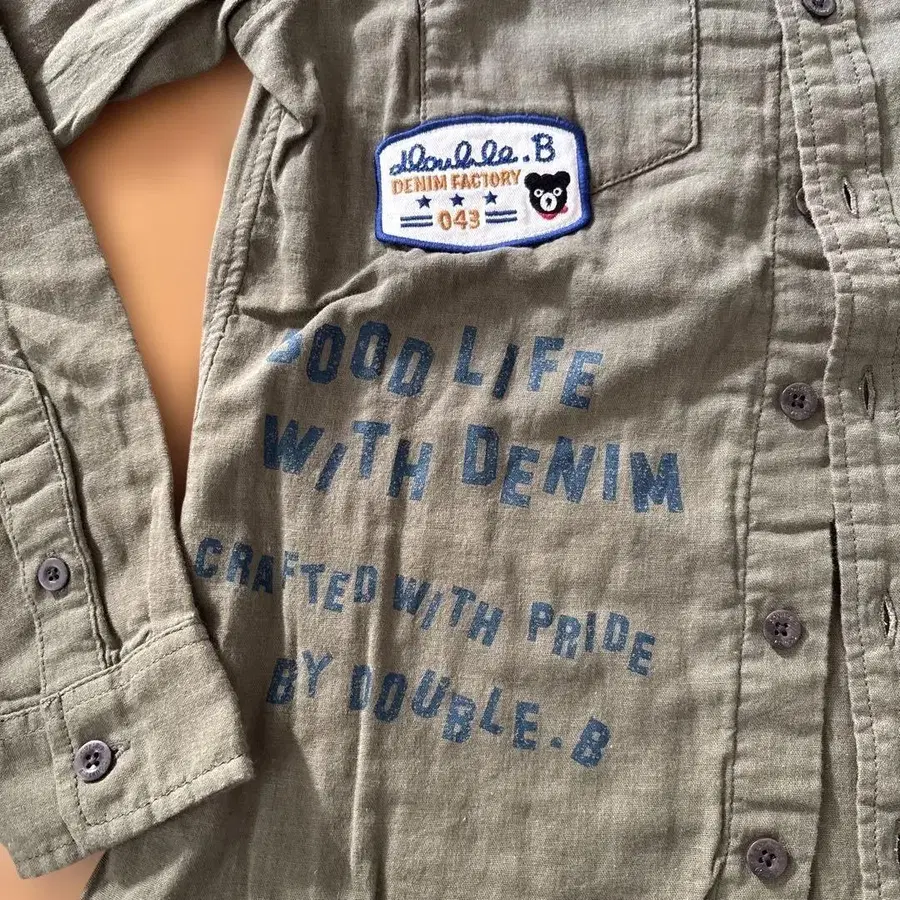 double.B
DENIM FACTORY
043
GOOD LIFE
WITH DENIM
CRAFTED WITH PRIDE
BY DOUBLE.B